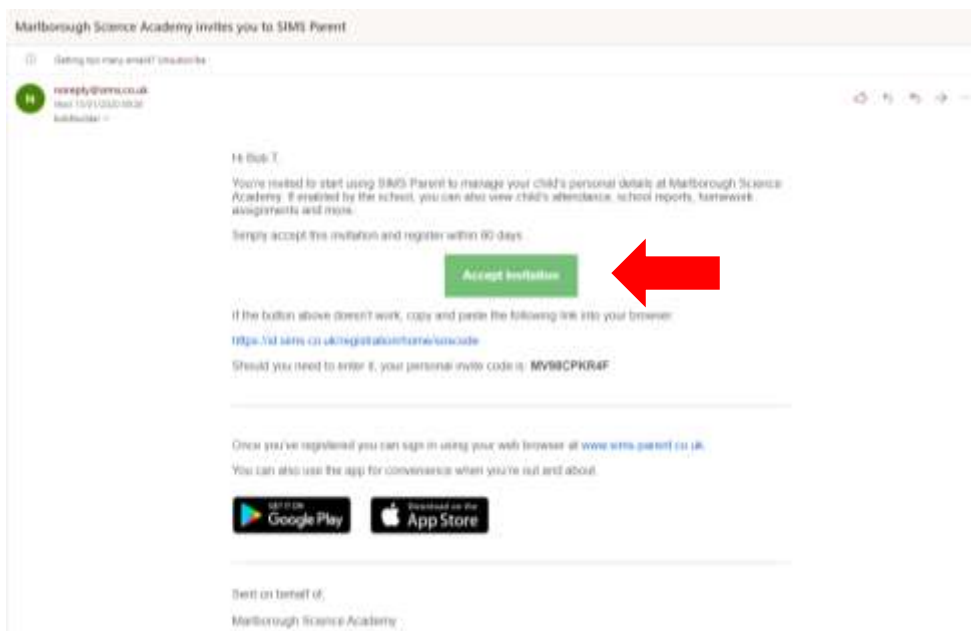 Marlborough Science Academy invites you to SIMS Parent
Getting too many emails? Unsubscribe
N
noreply@sims.co.uk
Wed 15/01/2020
Hi Bob T,
You're invited to start using SIMS Parent to manage your child's personal details at Marlborough Science
Academy. If enabled by the school, you can also view child's attendance, school reports, homework
assignments and more.
Simply accept this invitation and register within 60 days.
Accept Invitation
If the button above doesn't work, copy and paste the following link into your browser:
https://id.sims.co.uk/registration/home/
Should you need to enter it, your personal invite code is: MV98CPKR4F
Once you've registered you can sign in using your web browser at www.sims-parent.co.uk.
You can also use the app for convenience when you're out and about.
GET IT ON
Google Play
Download on the
App Store
Sent on behalf of,
Marlborough Science Academy